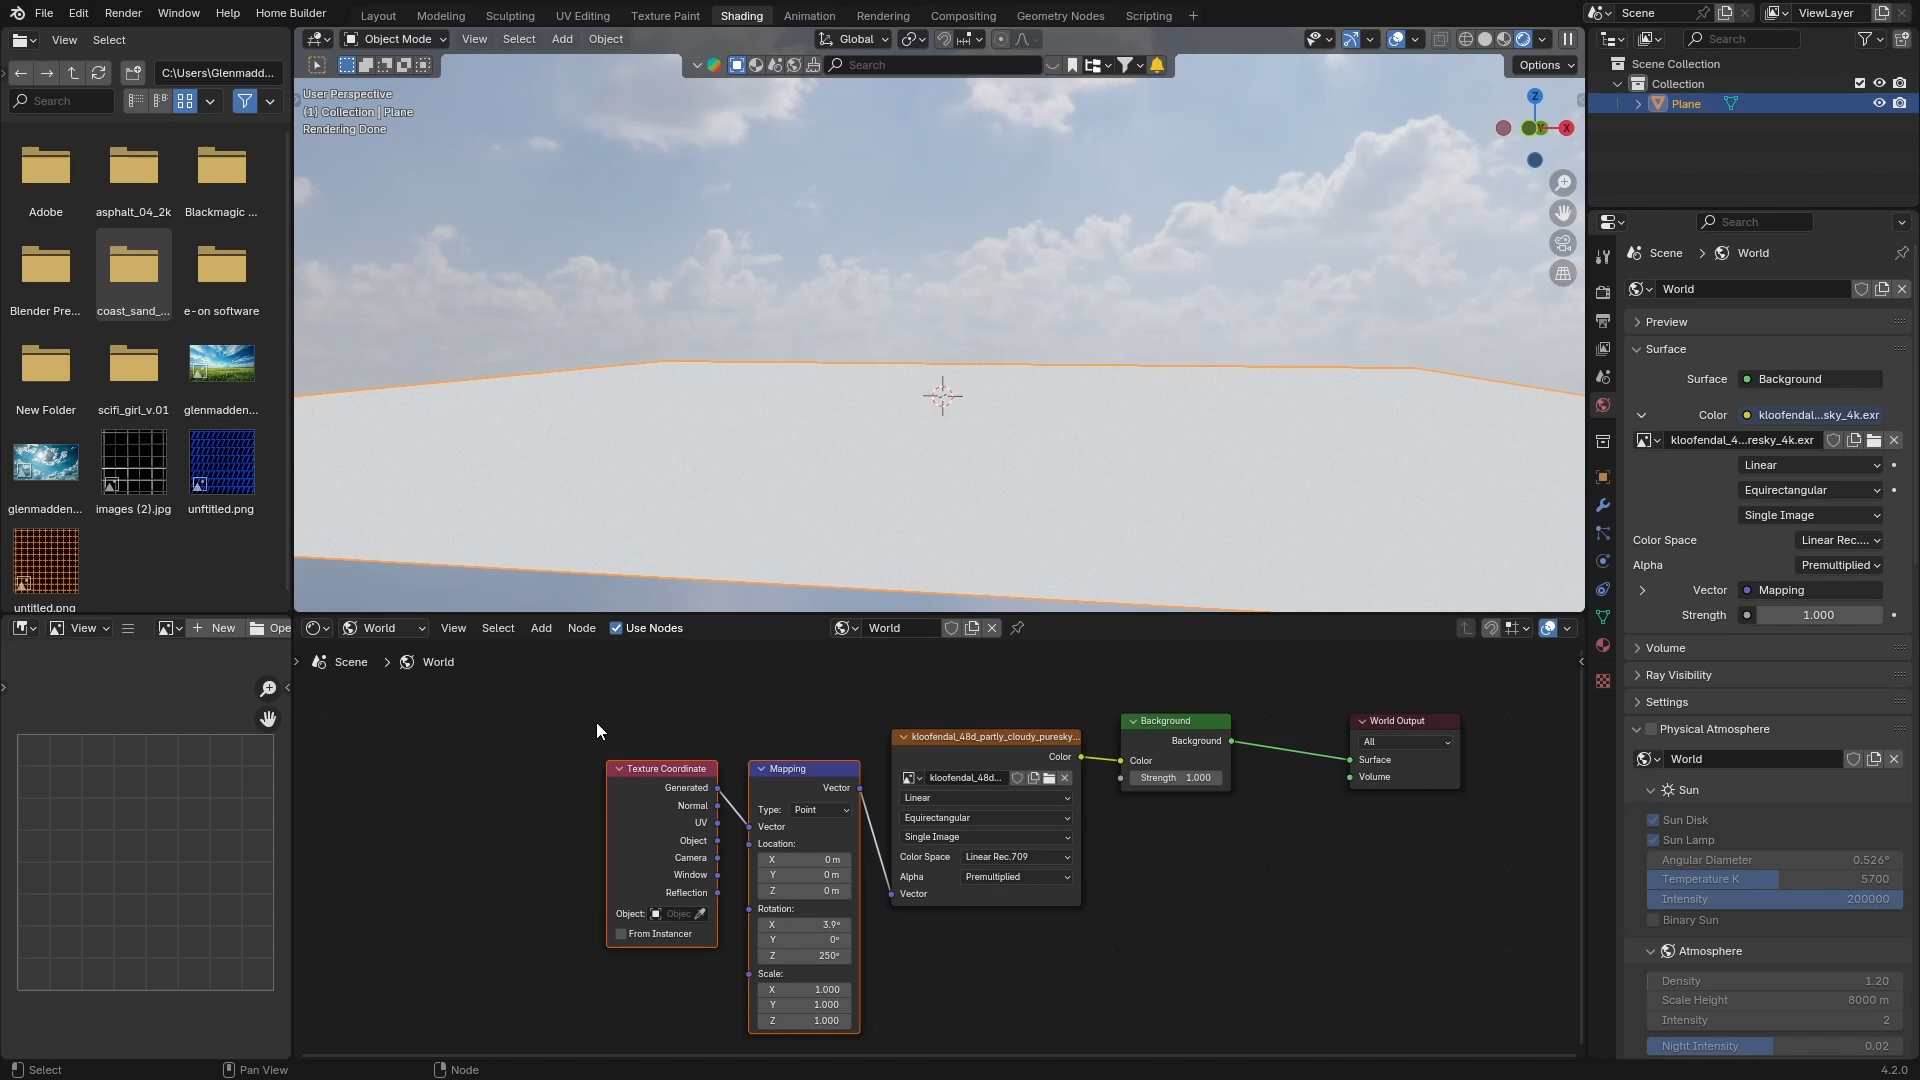 File Edit Render Window Help Home Builder Layout Modeling Sculpting UV Editing Texture Paint Shading Animation Rendering Compositing Geometry Nodes Scripting + Scene ViewLayer
View Select
Object Mode View Select Add Object Global
Search
C:\Users\Glenmadd...
Search
Search
Options
Adobe asphalt_04_2k Blackmagic ...
Blender Pre... coast_sand_... e-on software
New Folder scifi_girl_v.01 glenmadden...
glenmadden... images (2).jpg unftitled.png
untitled.png
User Perspective
(1) Collection | Plane
Rendering Done
Z
Y
X
Scene Collection
Collection
Plane
Search
Scene > World
World
Preview
Surface
Surface Background
Color kloofendal...sky_4k.exr
kloofendal_4...resky_4k.exr
Linear
Equirectangular
Single Image
Color Space Linear Rec....
Alpha Premultiplied
Vector Mapping
Strength 1.000
Volume
Ray Visibility
Settings
Physical Atmosphere
World
Sun
Sun Disk
Sun Lamp
Angular Diameter 0.526°
Temperature K 5700
Intensity 200000
Binary Sun
Atmosphere
Density 1.20
Scale Height 8000 m
Intensity 2
Night Intensity 0.02
View + New Ope
World View Select Add Node Use Nodes World
Scene > World
Texture Coordinate
Generated
Normal
UV
Object
Camera
Window
Reflection
Object: Objec
From Instancer
Mapping
Vector
Type: Point
Vector
Location:
X 0 m
Y 0 m
Z 0 m
Rotation:
X 3.9°
Y 0°
Z 250°
Scale:
X 1.000
Y 1.000
Z 1.000
kloofendal_48d_partly_cloudy_puresky...
Color
kloofendal_48d...
Linear
Equirectangular
Single Image
Color Space Linear Rec.709
Alpha Premultiplied
Vector
Background
Background
Color
Strength 1.000
World Output
All
Surface
Volume
Select Pan View Node 4.2.0